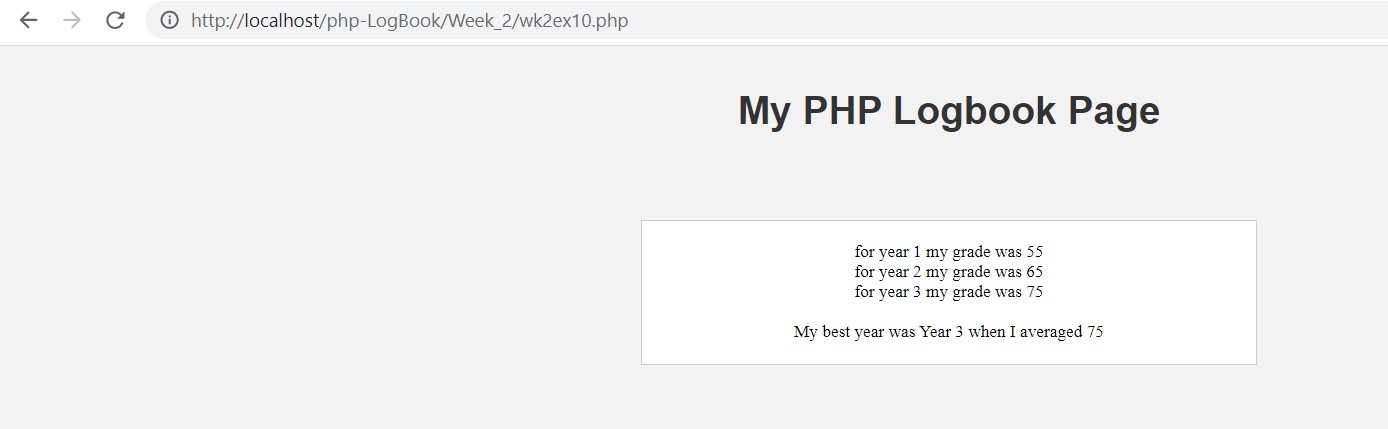 http://localhost/php-LogBook/Week_2/wk2ex10.php
My PHP Logbook Page
for year 1 my grade was 55
for year 2 my grade was 65
for year 3 my grade was 75
My best year was Year 3 when I averaged 75